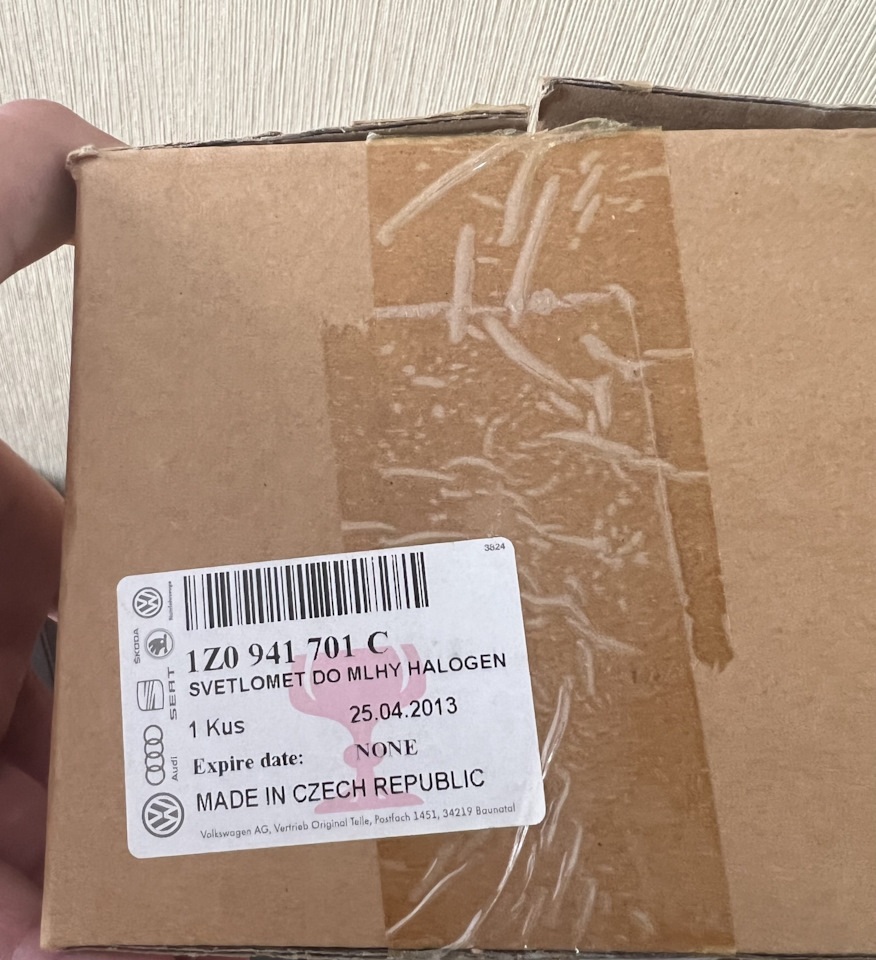 3824
ŠKODA
SEAT
Audi
1Z0 941 701 C
SVETLOMET DO MLHY HALOGEN
1 Kus 25.04.2013
Expire date: NONE
MADE IN CZECH REPUBLIC
Volkswagen AG, Vertrieb Original Teile, Postfach 1451, 34219 Baunatal